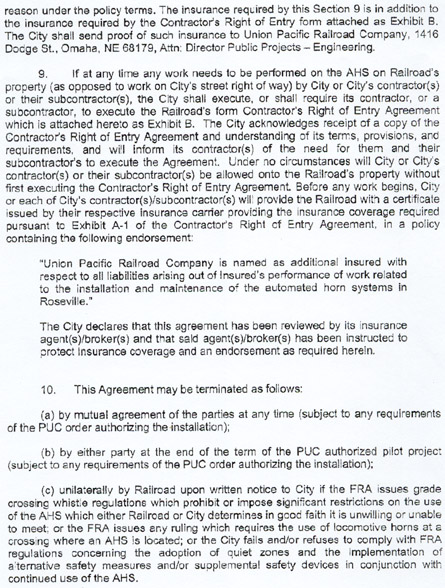 reason under the policy terms. The insurance required by this Section 9 is in addition
to the insurance required by the Contractor's Right of Entry form attached as Exhibit B.
The City shall send proof of such insurance to Union Pacific Railroad Company, 1416
Dodge St., Omaha, NE 68179, Attn: Director Public Projects – Engineering.
9. If at any time any work needs to be performed on the AHS on Railroad's
property (as opposed to work on City's street right of way) by City or City's contractor(s)
or their subcontractor(s), the City shall execute, or shall require its contractor, or a
subcontractor, to execute the Railroad's form Contractor's Right of Entry Agreement
which is attached hereto as Exhibit B. The City acknowledges receipt of a copy of the
Contractor's Right of Entry Agreement and understanding of its terms, provisions, and
requirements, and will inform its contractor(s) of the need for them and their
subcontractor's to execute the Agreement. Under no circumstances will City or City's
contractor(s) or their subcontractor(s) be allowed onto the Railroad's property without
first executing the Contractor's Right of Entry Agreement. Before any work begins, City
or each of City's contractor(s)/subcontractor(s) will provide the Railroad with a certificate
issued by their respective insurance carrier providing the insurance coverage required
pursuant to Exhibit A-1 of the Contractor's Right of Entry Agreement, in a policy
containing the following endorsement:
"Union Pacific Railroad Company is named as additional insured with
respect to all liabilities arising out of Insured's performance of work related
to the installation and maintenance of the automated horn systems in
Roseville."
The City declares that this agreement has been reviewed by its insurance
agent(s)/broker(s) and that said agent(s)/broker(s) has been instructed to
protect insurance coverage and an endorsement as required herein.
10. This Agreement may be terminated as follows:
(a) by mutual agreement of the parties at any time (subject to any requirements
of the PUC order authorizing the installation);
(b) by either party at the end of the term of the PUC authorized pilot project
(subject to any requirements of the PUC order authorizing the installation);
(c) unilaterally by Railroad upon written notice to City if the FRA issues grade
crossing whistle regulations which prohibit or impose significant restrictions on the use
of the AHS which either Railroad or City determines in good faith it is unwilling or unable
to meet; or the FRA issues any ruling which requires the use of locomotive horns at a
crossing where an AHS is located; or the City fails and/or refuses to comply with FRA
regulations concerning the adoption of quiet zones and the implementation of
alternative safety measures and/or supplemental safety devices in conjunction with
continued use of the AHS.